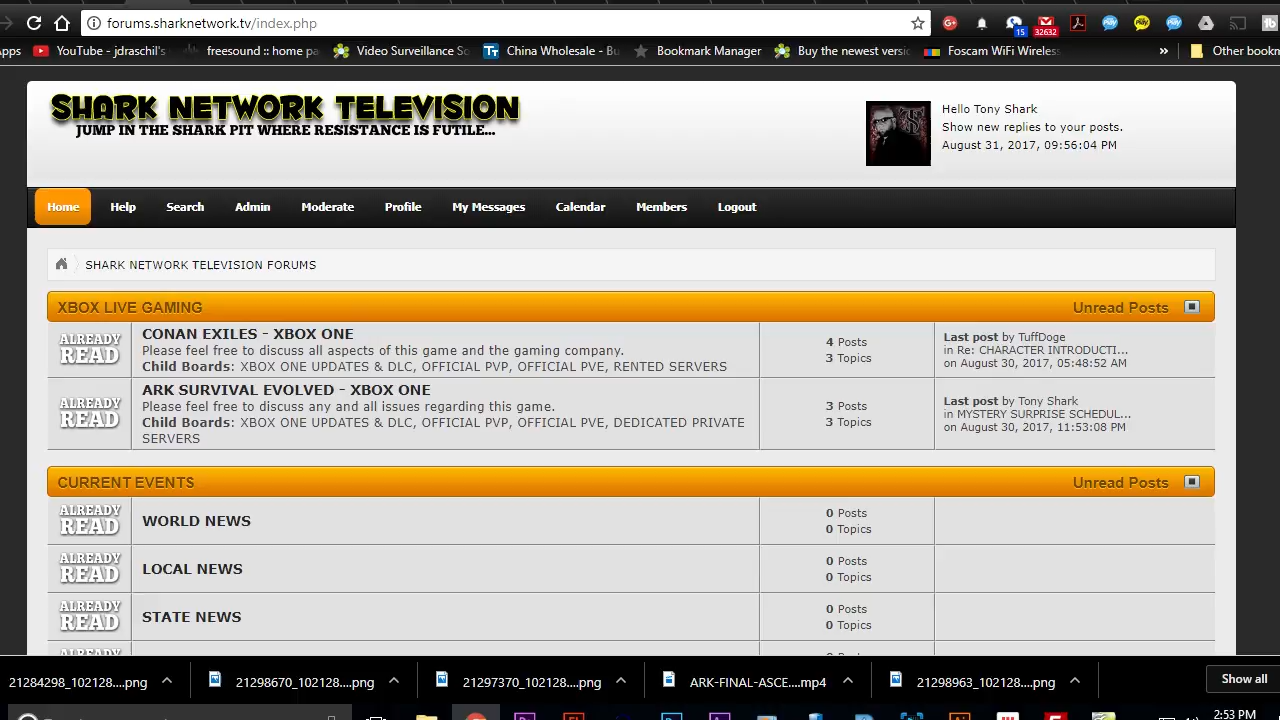 forums.sharknetwork.tv/index.php
15
32632
Apps
YouTube - jdraschil's
freesound :: home pa
Video Surveillance So
China Wholesale - Bu
Bookmark Manager
Buy the newest versio
Foscam WiFi Wireless
»
Other bookm
SHARK NETWORK TELEVISION
JUMP IN THE SHARK PIT WHERE RESISTANCE IS FUTILE...
Hello Tony Shark
Show new replies to your posts.
August 31, 2017, 09:56:04 PM
Home Help Search Admin Moderate Profile My Messages Calendar Members Logout
SHARK NETWORK TELEVISION FORUMS
XBOX LIVE GAMING
Unread Posts
ALREADY
READ
CONAN EXILES - XBOX ONE
Please feel free to discuss all aspects of this game and the gaming company.
Child Boards: XBOX ONE UPDATES & DLC, OFFICIAL PVP, OFFICIAL PVE, RENTED SERVERS
4 Posts
3 Topics
Last post by TuffDoge
in Re: CHARACTER INTRODUCTI...
on August 30, 2017, 05:48:52 AM
ALREADY
READ
ARK SURVIVAL EVOLVED - XBOX ONE
Please feel free to discuss any and all issues regarding this game.
Child Boards: XBOX ONE UPDATES & DLC, OFFICIAL PVP, OFFICIAL PVE, DEDICATED PRIVATE
SERVERS
3 Posts
3 Topics
Last post by Tony Shark
in MYSTERY SURPRISE SCHEDUL...
on August 30, 2017, 11:53:08 PM
CURRENT EVENTS
Unread Posts
ALREADY
READ
WORLD NEWS
0 Posts
0 Topics
ALREADY
READ
LOCAL NEWS
0 Posts
0 Topics
ALREADY
READ
STATE NEWS
0 Posts
0 Topics
21284298_102128....png
21298670_102128....png
21297370_102128....png
ARK-FINAL-ASCE....mp4
21298963_102128....png
Show all
2:53 PM